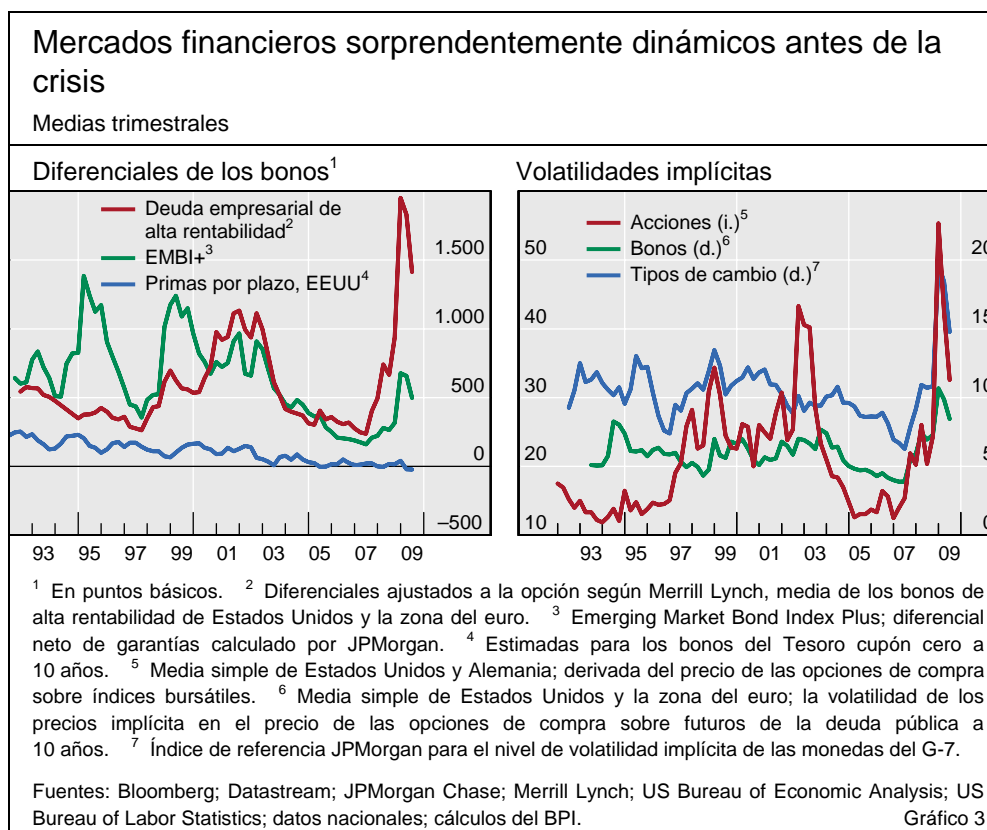 Mercados financieros sorprendentemente dinámicos antes de la
crisis
Medias trimestrales
Diferenciales de los bonos¹
Deuda empresarial de
alta rentabilidad²
EMBI+³
Primas por plazo, EEUU⁴
1.500
1.000
500
0
–500
93 95 97 99 01 03 05 07 09
Volatilidades implícitas
Acciones (i.)⁵
Bonos (d.)⁶
Tipos de cambio (d.)⁷
50
40
30
20
10
20
15
10
5
0
93 95 97 99 01 03 05 07 09
¹ En puntos básicos. ² Diferenciales ajustados a la opción según Merrill Lynch, media de los bonos de
alta rentabilidad de Estados Unidos y la zona del euro. ³ Emerging Market Bond Index Plus; diferencial
neto de garantías calculado por JPMorgan. ⁴ Estimadas para los bonos del Tesoro cupón cero a
10 años. ⁵ Media simple de Estados Unidos y Alemania; derivada del precio de las opciones de compra
sobre índices bursátiles. ⁶ Media simple de Estados Unidos y la zona del euro; la volatilidad de los
precios implícita en el precio de las opciones de compra sobre futuros de la deuda pública a
10 años. ⁷ Índice de referencia JPMorgan para el nivel de volatilidad implícita de las monedas del G-7.
Fuentes: Bloomberg; Datastream; JPMorgan Chase; Merrill Lynch; US Bureau of Economic Analysis; US
Bureau of Labor Statistics; datos nacionales; cálculos del BPI. Gráfico 3